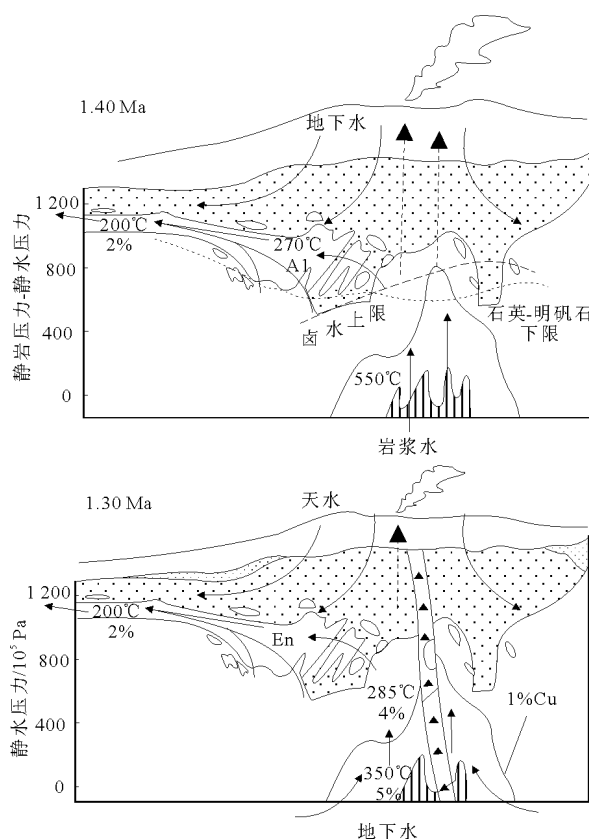 1.40 Ma
地下水
1 200
200℃
2%
270℃
Al
800
静岩压力-静水压力
卤水上限
石英-明矾石
下限
400
550℃
0
岩浆水
1.30 Ma
天水
1 200
200℃
2%
En
800
静水压力/10⁵ Pa
285℃
4%
1%Cu
400
350℃
5%
0
地下水